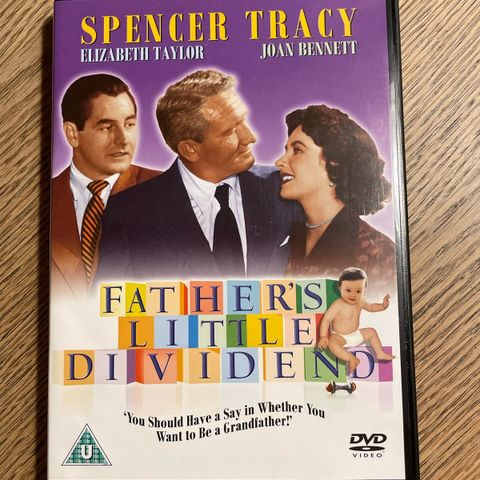 SPENCER TRACY
ELIZABETH TAYLOR JOAN BENNETT
FATHER'S
LITTLE
DIVIDEND
'You Should Have a Say in Whether You
Want to Be a Grandfather!'
U
DVD
VIDEO